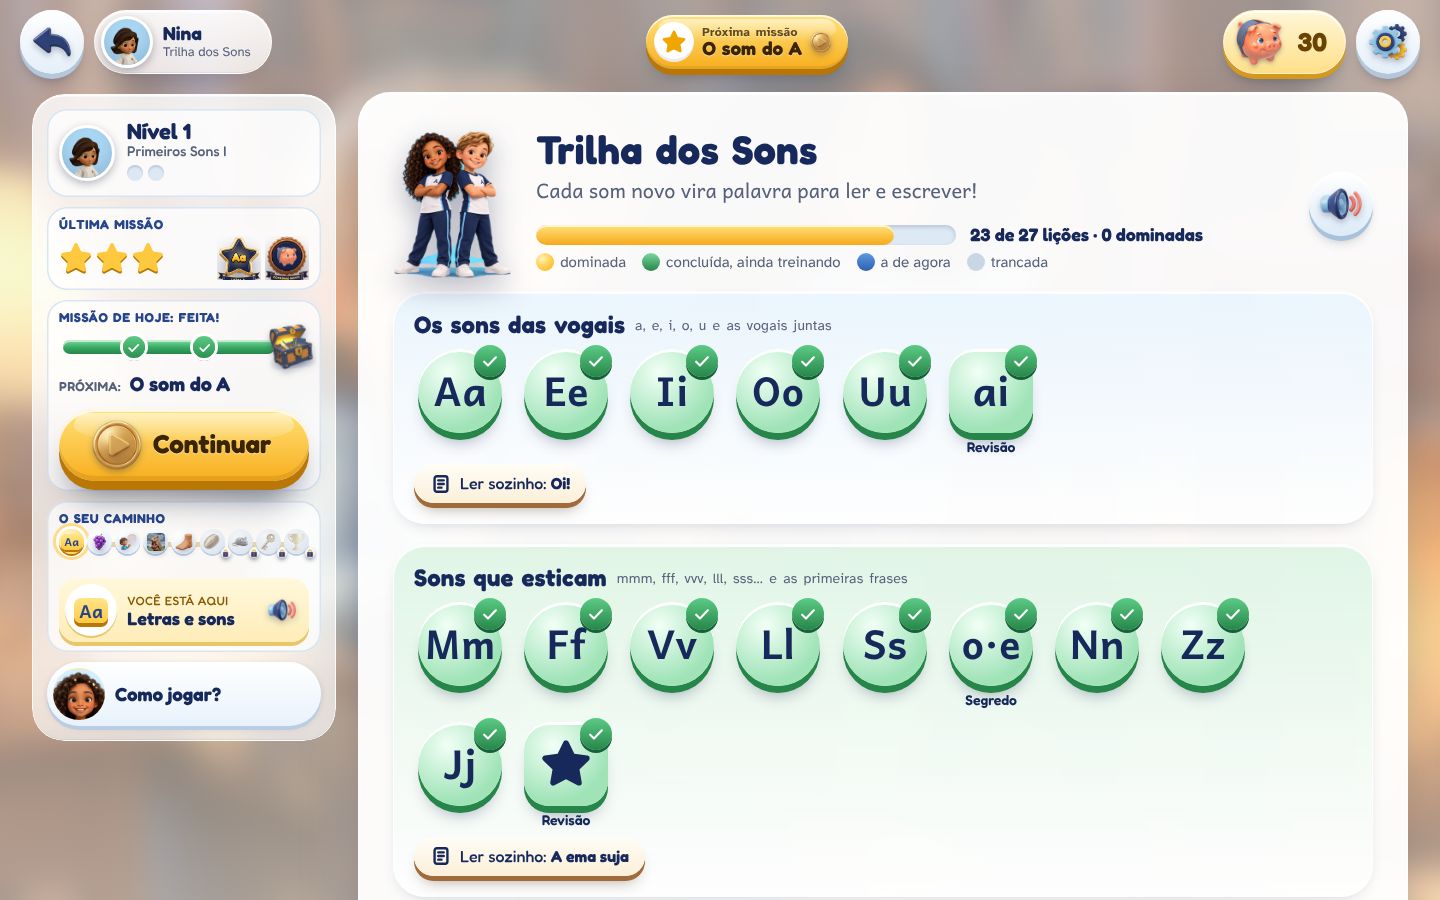 Nina
Trilha dos Sons
Próxima missão
O som do A
30
Nível 1
Primeiros Sons I
ÚLTIMA MISSÃO
Aa
MISSÃO DE HOJE: FEITA!
PRÓXIMA: O som do A
Continuar
O SEU CAMINHO
Aa
Aa
VOCÊ ESTÁ AQUI
Letras e sons
Como jogar?
Trilha dos Sons
Cada som novo vira palavra para ler e escrever!
23 de 27 lições · 0 dominadas
dominada
concluída, ainda treinando
a de agora
trancada
Os sons das vogais a, e, i, o, u e as vogais juntas
Aa Ee Ii Oo Uu ai
Revisão
Ler sozinho: Oi!
Sons que esticam mmm, fff, vvv, lll, sss... e as primeiras frases
Mm Ff Vv Ll Ss o·e Nn Zz
Segredo
Jj
Revisão
Ler sozinho: A ema suja